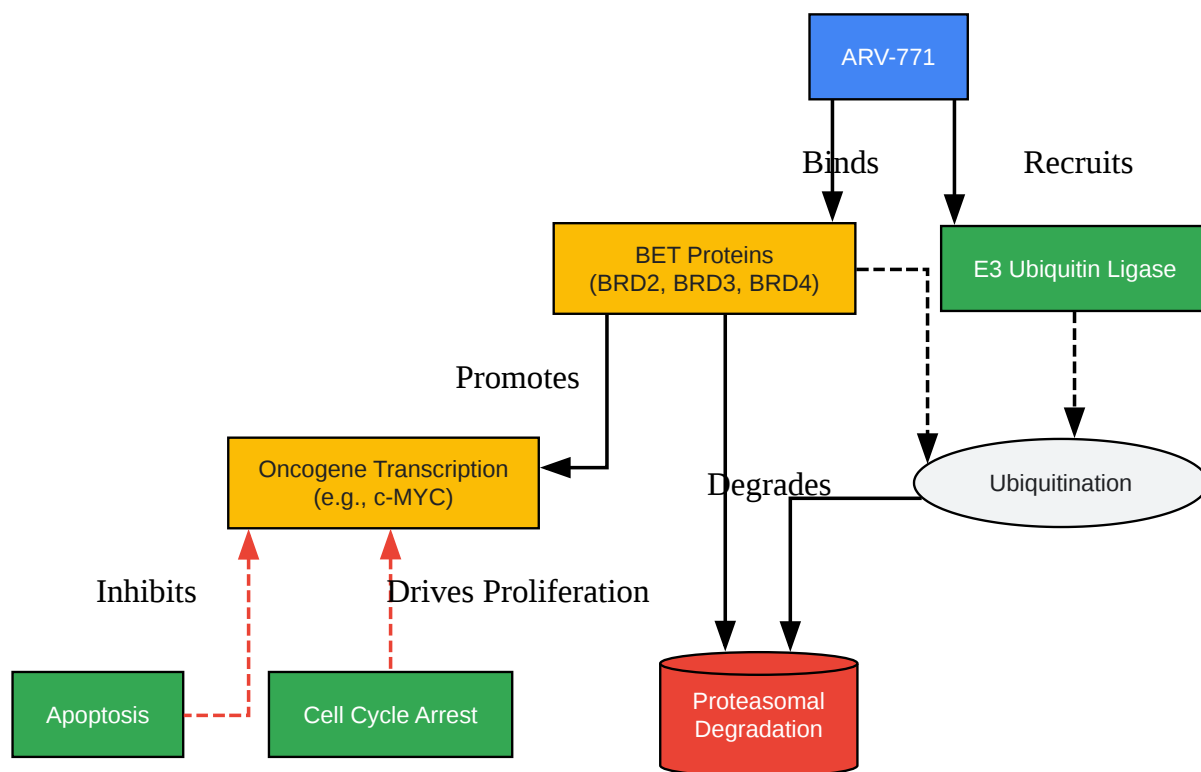 ARV-771
Binds
Recruits
BET Proteins
(BRD2, BRD3, BRD4)
E3 Ubiquitin Ligase
Promotes
Oncogene Transcription
(e.g., c-MYC)
Degrades
Ubiquitination
Inhibits
Drives Proliferation
Apoptosis
Cell Cycle Arrest
Proteasomal
Degradation